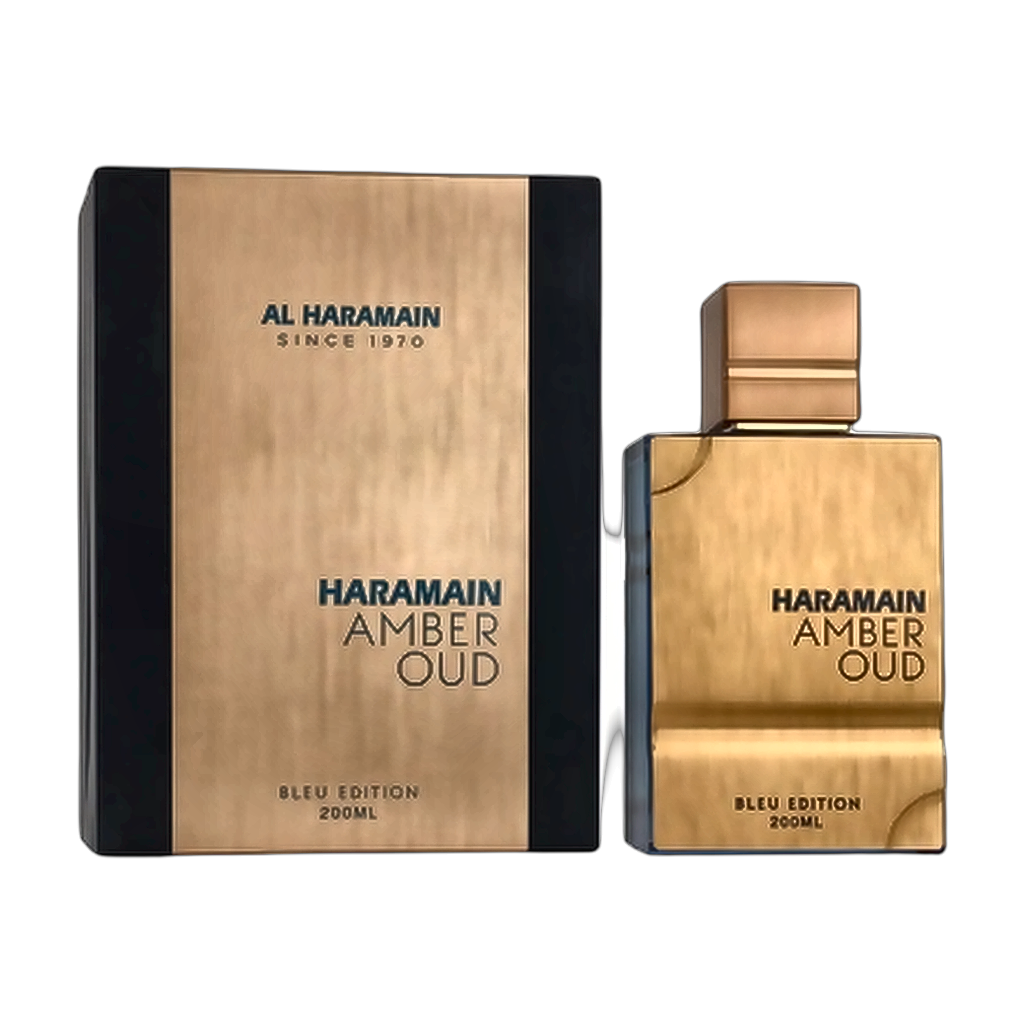 AL HARAMAIN
SINCE 1970
HARAMAIN
AMBER
OUD
BLEU EDITION
200ML
HARAMAIN
AMBER
OUD
BLEU EDITION
200ML